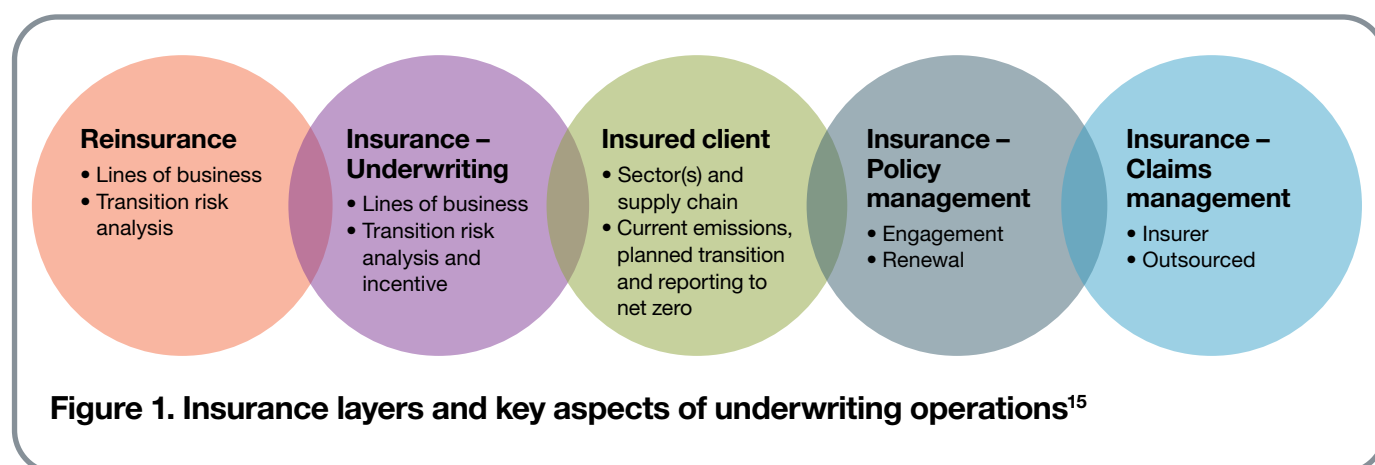 Reinsurance
• Lines of business
• Transition risk
analysis
Insurance –
Underwriting
• Lines of business
• Transition risk
analysis and
incentive
Insured client
• Sector(s) and
supply chain
• Current emissions,
planned transition
and reporting to
net zero
Insurance –
Policy
management
• Engagement
• Renewal
Insurance –
Claims
management
• Insurer
• Outsourced
Figure 1. Insurance layers and key aspects of underwriting operations¹⁵